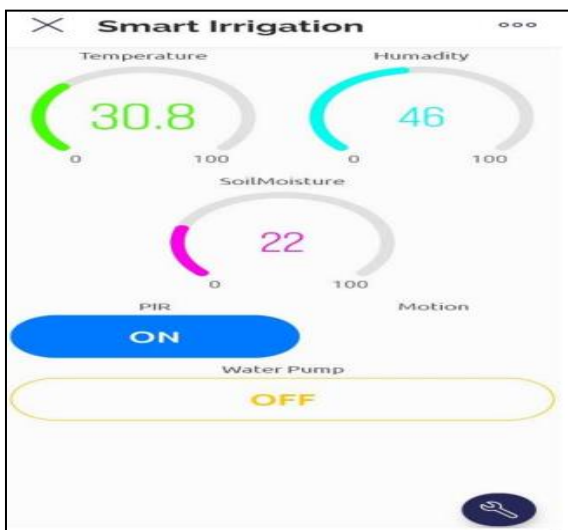 Smart Irrigation
Temperature Humadity
30.8 46
0 100 0 100
SoilMoisture
22
0 100
PIR Motion
ON
Water Pump
OFF